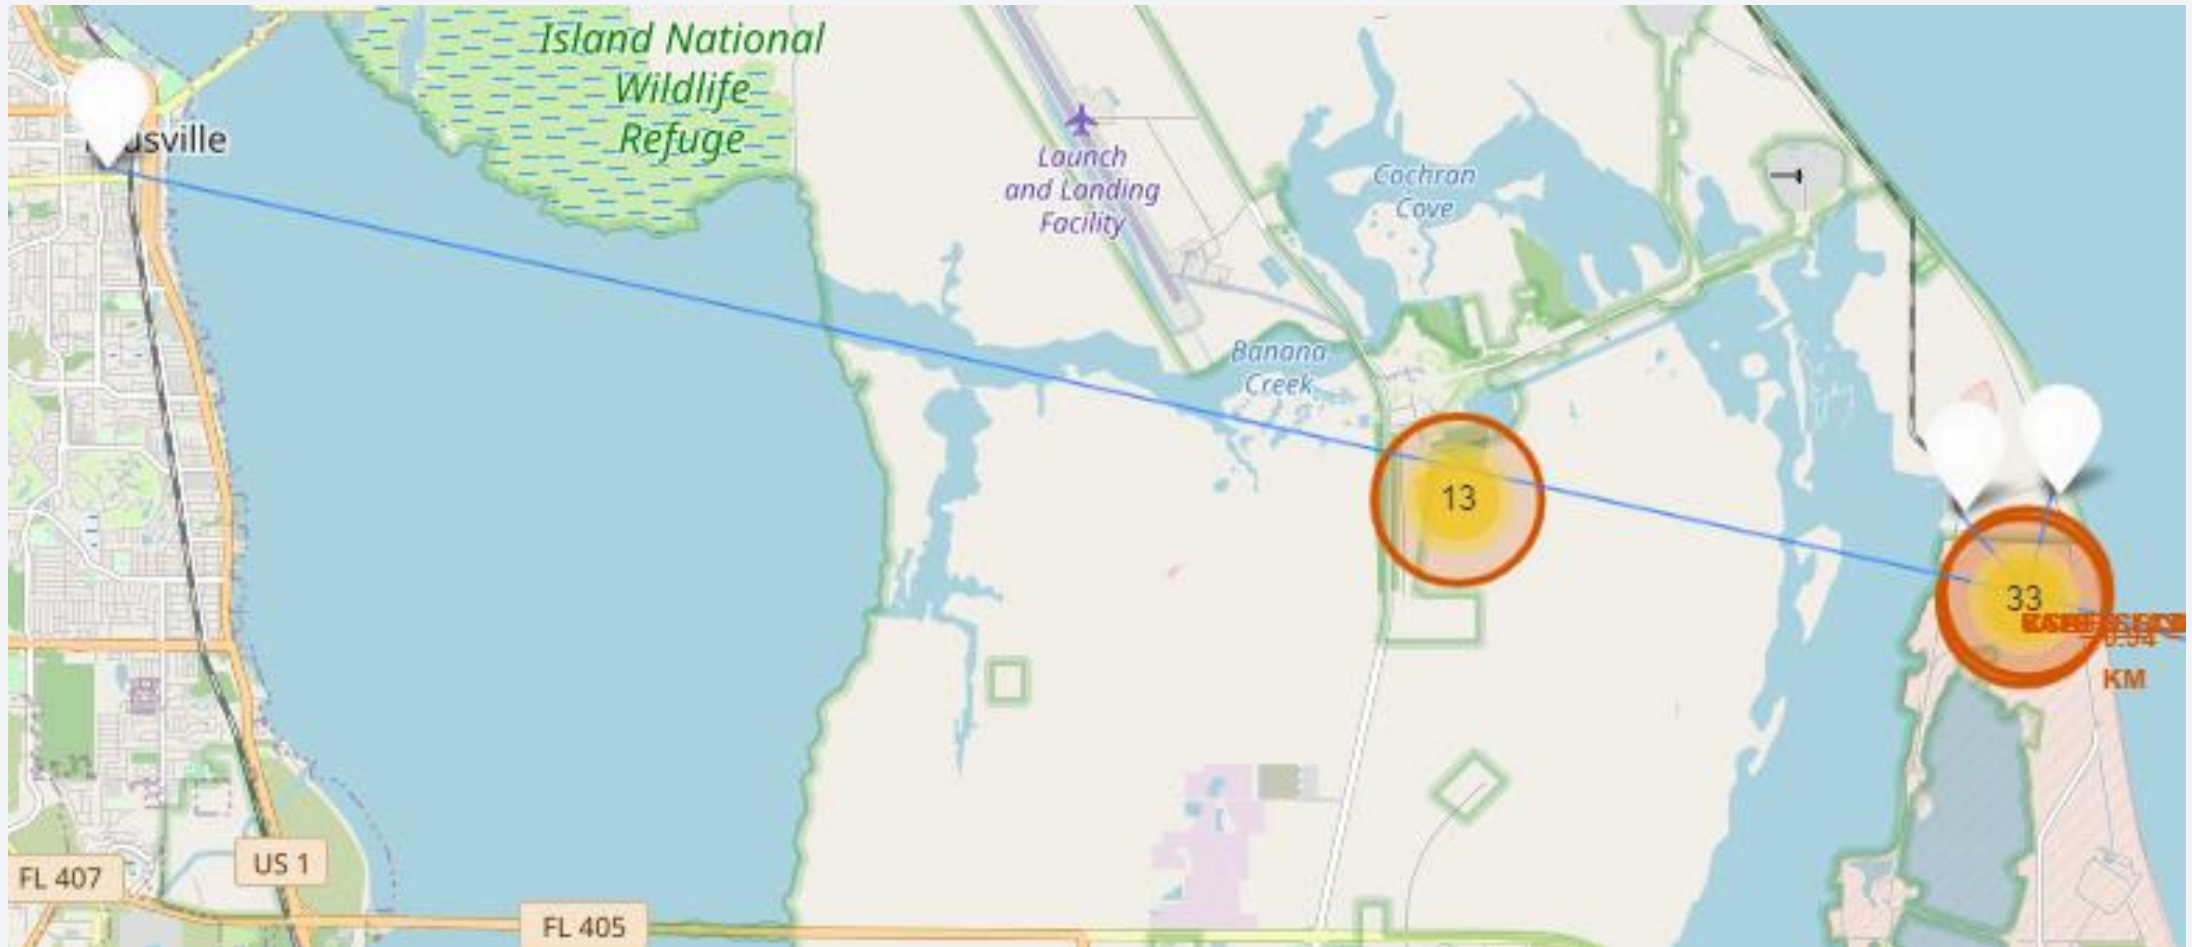 Island National
Wildlife
Refuge
Launch
and Landing
Facility
Cochran
Cove
Banana
Creek
13
33
KM
FL 407
US 1
FL 405